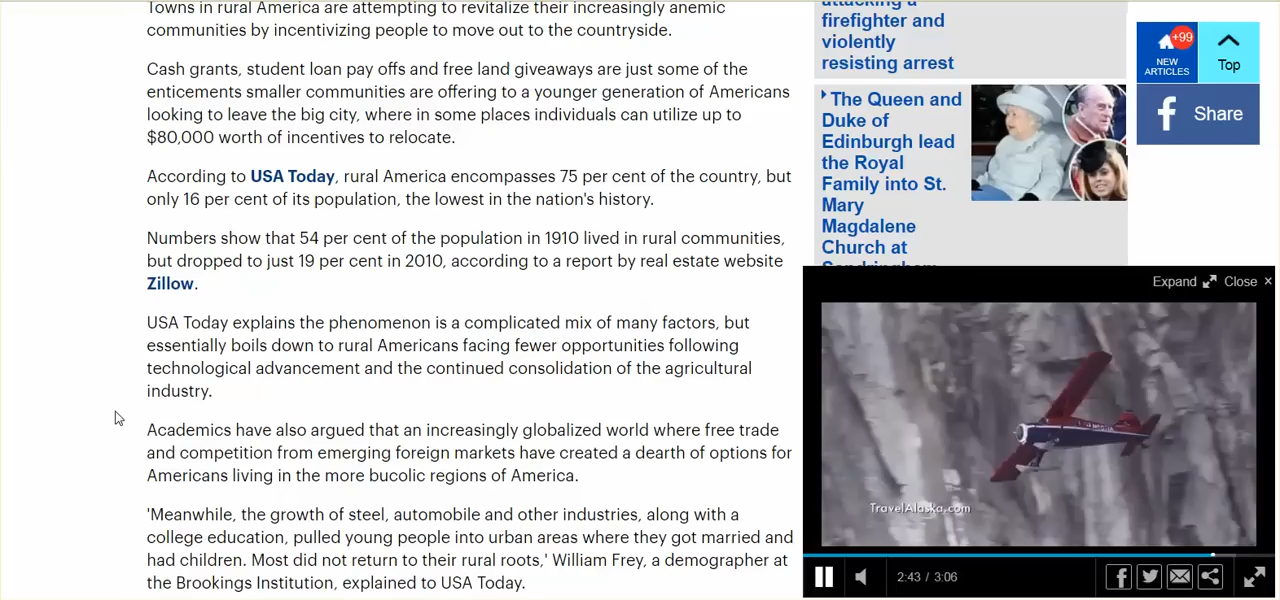 Towns in rural America are attempting to revitalize their increasingly anemic
communities by incentivizing people to move out to the countryside.
Cash grants, student loan pay offs and free land giveaways are just some of the
enticements smaller communities are offering to a younger generation of Americans
looking to leave the big city, where in some places individuals can utilize up to
$80,000 worth of incentives to relocate.
According to USA Today, rural America encompasses 75 per cent of the country, but
only 16 per cent of its population, the lowest in the nation's history.
Numbers show that 54 per cent of the population in 1910 lived in rural communities,
but dropped to just 19 per cent in 2010, according to a report by real estate website
Zillow.
USA Today explains the phenomenon is a complicated mix of many factors, but
essentially boils down to rural Americans facing fewer opportunities following
technological advancement and the continued consolidation of the agricultural
industry.
Academics have also argued that an increasingly globalized world where free trade
and competition from emerging foreign markets have created a dearth of options for
Americans living in the more bucolic regions of America.
'Meanwhile, the growth of steel, automobile and other industries, along with a
college education, pulled young people into urban areas where they got married and
had children. Most did not return to their rural roots,' William Frey, a demographer at
the Brookings Institution, explained to USA Today.
attacking a
firefighter and
violently
resisting arrest
The Queen and
Duke of
Edinburgh lead
the Royal
Family into St.
Mary
Magdalene
Church at
Sandringham
+99
NEW
ARTICLES
Top
Share
Expand
Close ×
TravelAlaska.com
2:43 / 3:06